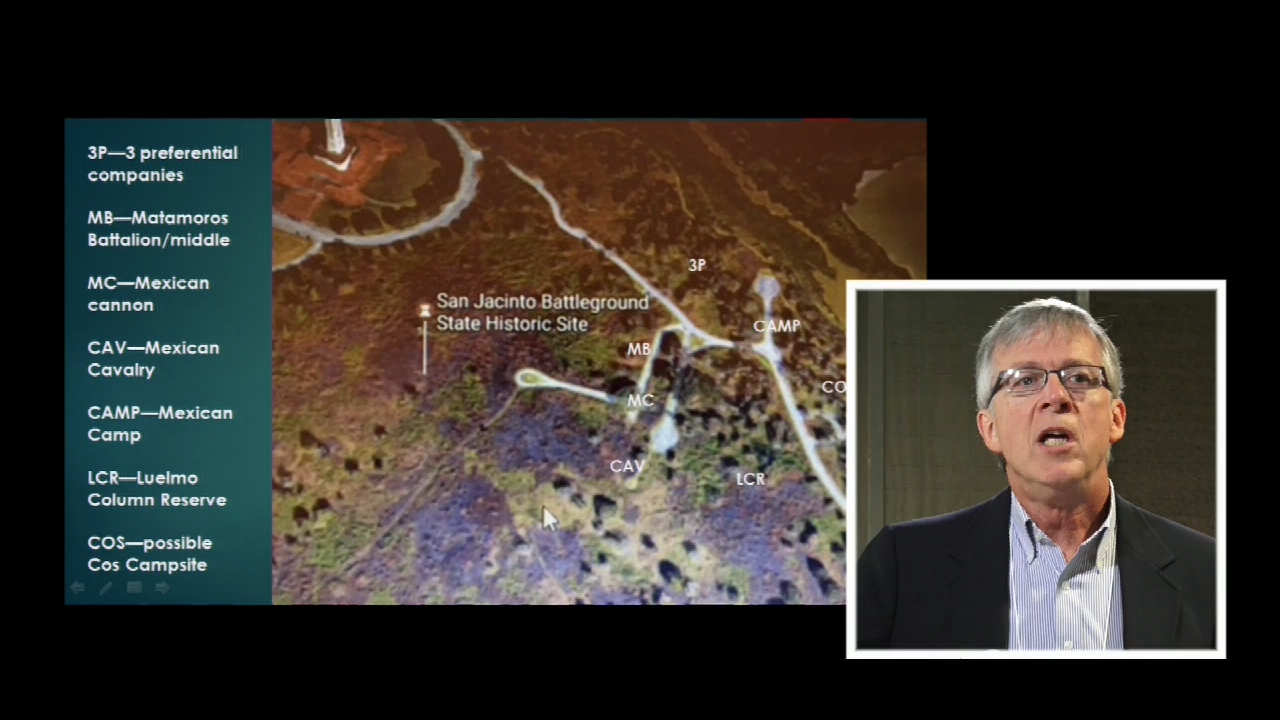 3P—3 preferential
companies
MB—Matamoros
Battalion/middle
MC—Mexican
cannon
CAV—Mexican
Cavalry
CAMP—Mexican
Camp
LCR—Luelmo
Column Reserve
COS—possible
Cos Campsite
3P
San Jacinto Battleground
State Historic Site
CAMP
MB
CO
MC
CAV
LCR